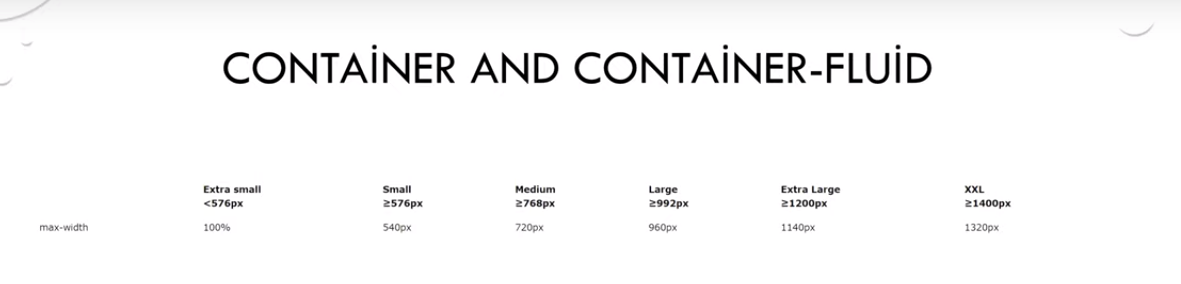 CONTAİNER AND CONTAİNER-FLUİD
Extra small Small Medium Large Extra Large XXL
<576px ≥576px ≥768px ≥992px ≥1200px ≥1400px
max-width 100% 540px 720px 960px 1140px 1320px